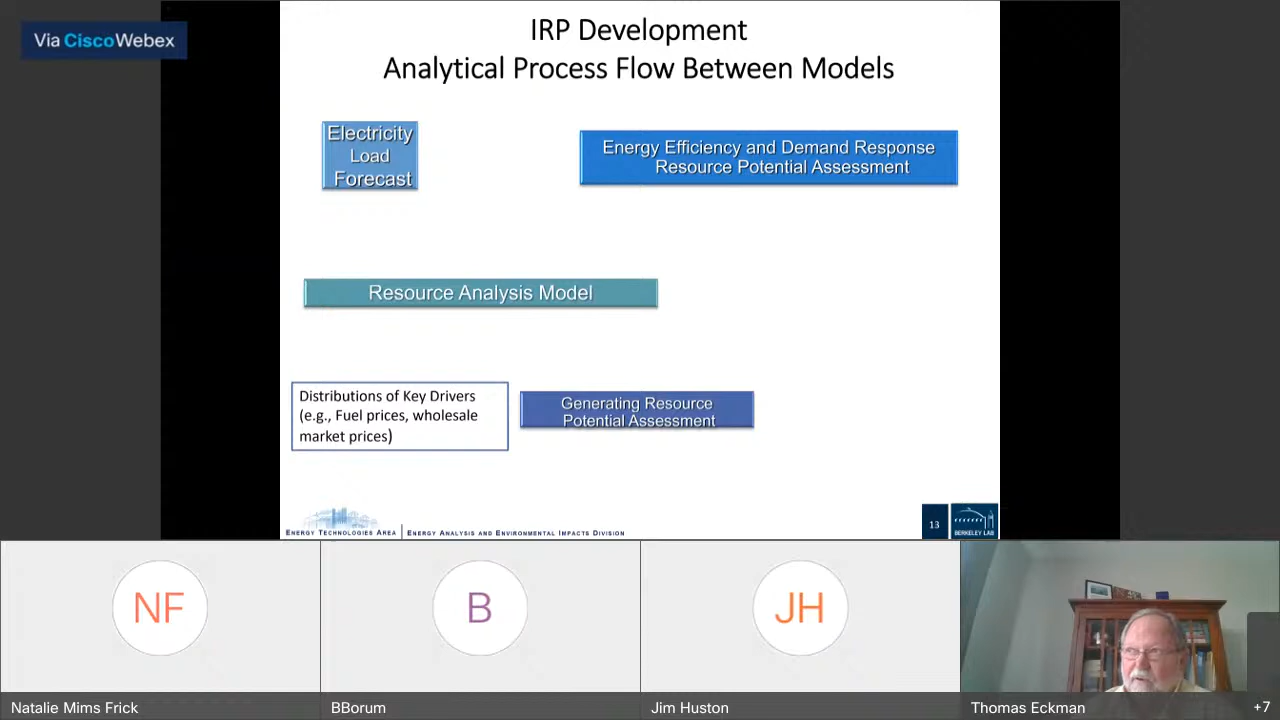 Via CiscoWebex
IRP Development
Analytical Process Flow Between Models
Electricity
Load
Forecast
Energy Efficiency and Demand Response
Resource Potential Assessment
Resource Analysis Model
Distributions of Key Drivers
(e.g., Fuel prices, wholesale
market prices)
Generating Resource
Potential Assessment
ENERGY TECHNOLOGIES AREA
ENERGY ANALYSIS AND ENVIRONMENTAL IMPACTS DIVISION
13
BERKELEY LAB
NF
B
JH
Natalie Mims Frick
BBorum
Jim Huston
Thomas Eckman
+7